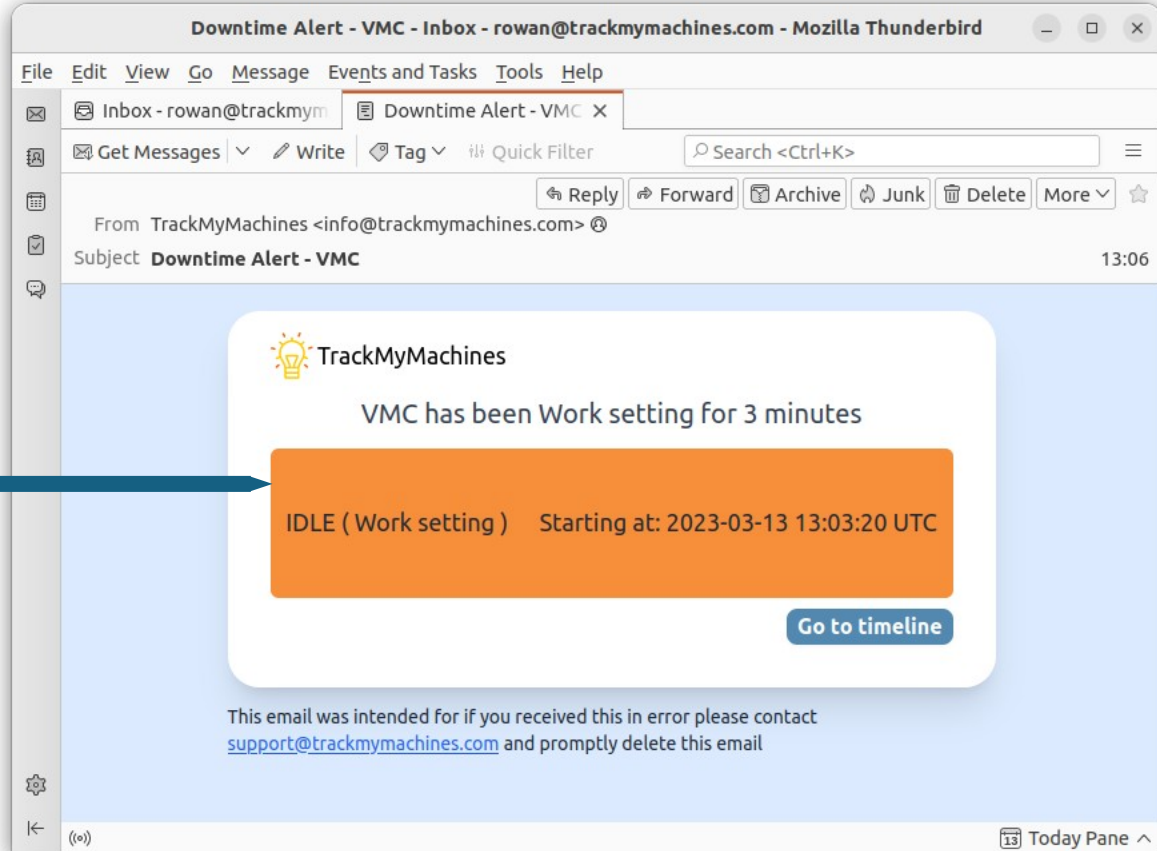 Downtime Alert - VMC - Inbox - rowan@trackmymachines.com - Mozilla Thunderbird
File Edit View Go Message Events and Tasks Tools Help
Inbox - rowan@trackmym Downtime Alert - VMC
Get Messages Write Tag Quick Filter Search <Ctrl+K>
Reply Forward Archive Junk Delete More
From TrackMyMachines <info@trackmymachines.com>
Subject Downtime Alert - VMC 13:06
TrackMyMachines
VMC has been Work setting for 3 minutes
IDLE ( Work setting ) Starting at: 2023-03-13 13:03:20 UTC
Go to timeline
This email was intended for if you received this in error please contact
support@trackmymachines.com and promptly delete this email
13 Today Pane